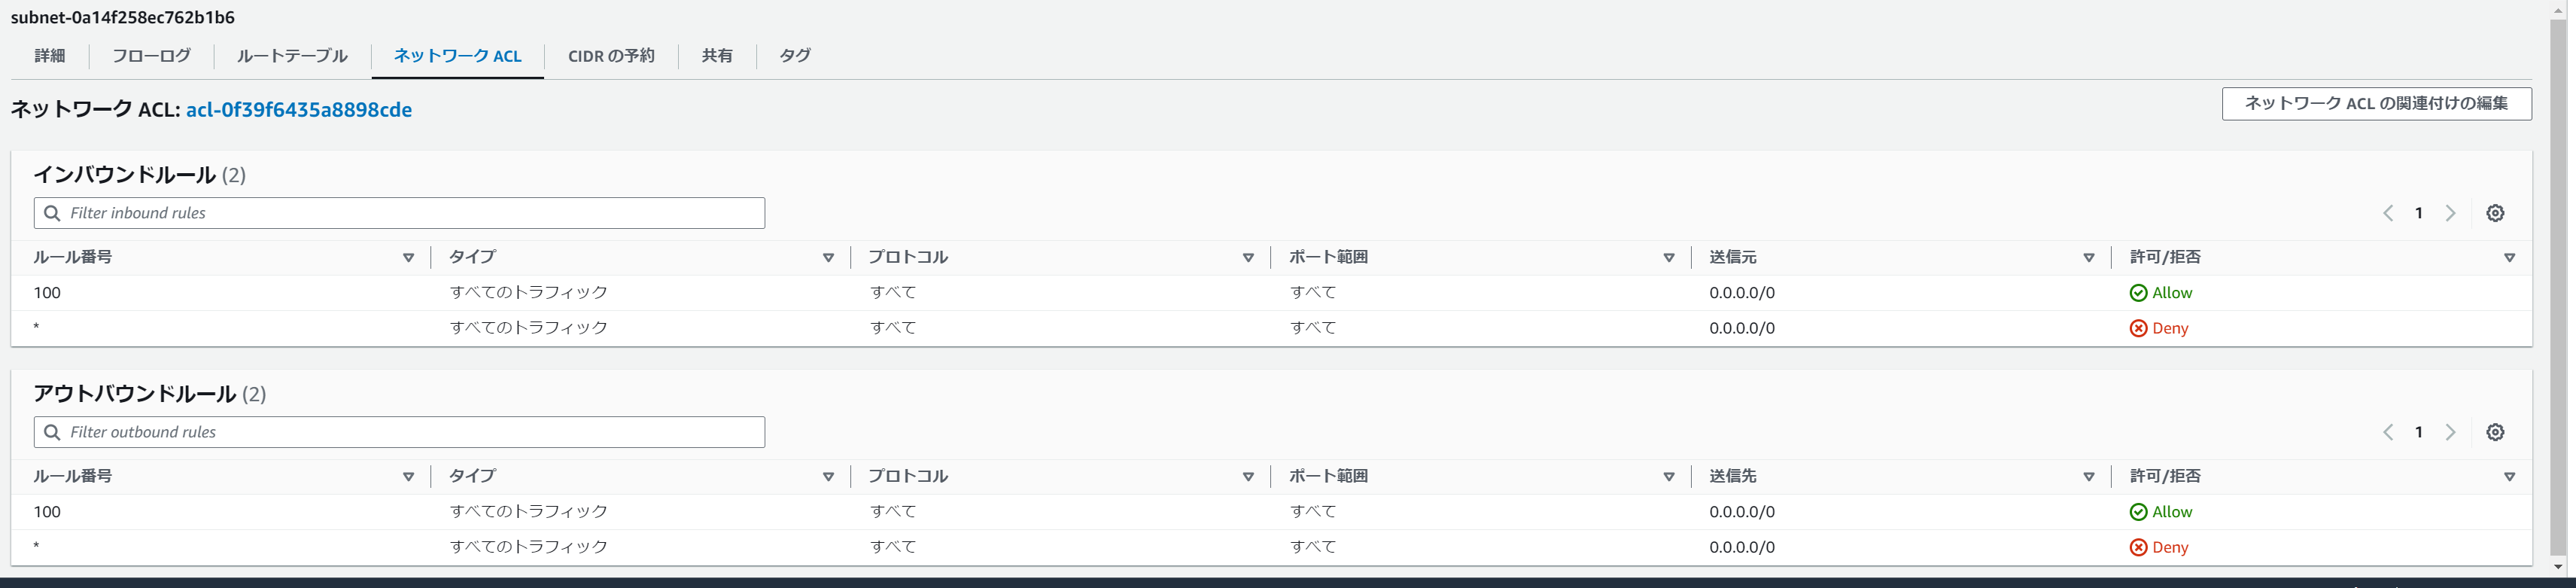 subnet-0a14f258ec762b1b6
詳細 フローログ ルートテーブル ネットワーク ACL CIDR の予約 共有 タグ
ネットワーク ACL: acl-0f39f6435a8898cde ネットワーク ACL の関連付けの編集
インバウンドルール (2)
Filter inbound rules 1
ルール番号 タイプ プロトコル ポート範囲 送信元 許可/拒否
100 すべてのトラフィック すべて すべて 0.0.0.0/0 Allow
* すべてのトラフィック すべて すべて 0.0.0.0/0 Deny
アウトバウンドルール (2)
Filter outbound rules 1
ルール番号 タイプ プロトコル ポート範囲 送信先 許可/拒否
100 すべてのトラフィック すべて すべて 0.0.0.0/0 Allow
* すべてのトラフィック すべて すべて 0.0.0.0/0 Deny